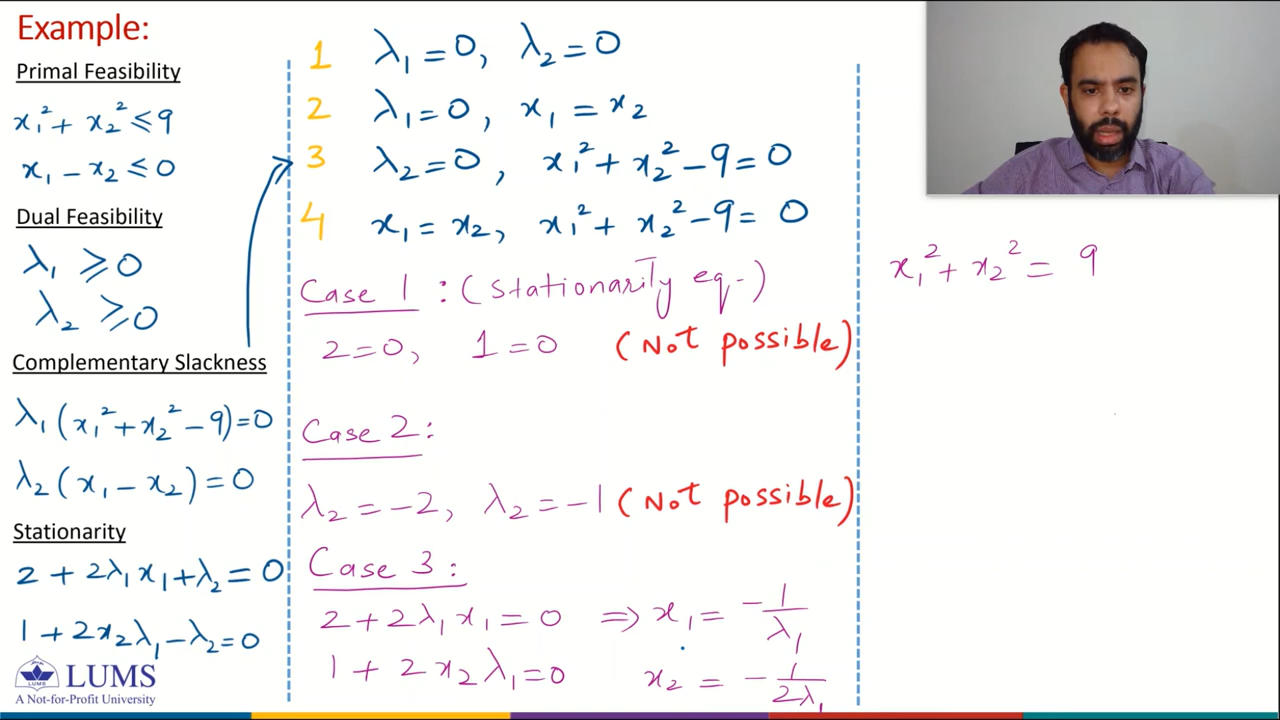 Example:
Primal Feasibility
x₁² + x₂² ≤ 9
x₁ − x₂ ≤ 0
Dual Feasibility
λ₁ ≥ 0
λ₂ ≥ 0
Complementary Slackness
λ₁(x₁² + x₂² − 9) = 0
λ₂(x₁ − x₂) = 0
Stationarity
2 + 2λ₁x₁ + λ₂ = 0
1 + 2x₂λ₁ − λ₂ = 0
LUMS
A Not-for-Profit University
1 λ₁ = 0, λ₂ = 0
2 λ₁ = 0, x₁ = x₂
3 λ₂ = 0, x₁² + x₂² − 9 = 0
4 x₁ = x₂, x₁² + x₂² − 9 = 0
Case 1 : (Stationarity eq.)
2 = 0, 1 = 0 (Not possible)
Case 2 :
λ₂ = −2, λ₂ = −1 (Not possible)
Case 3 :
2 + 2λ₁x₁ = 0 ⇒ x₁ = −1/λ₁
1 + 2x₂λ₁ = 0 x₂ = −1/2λ₁
x₁² + x₂² = 9